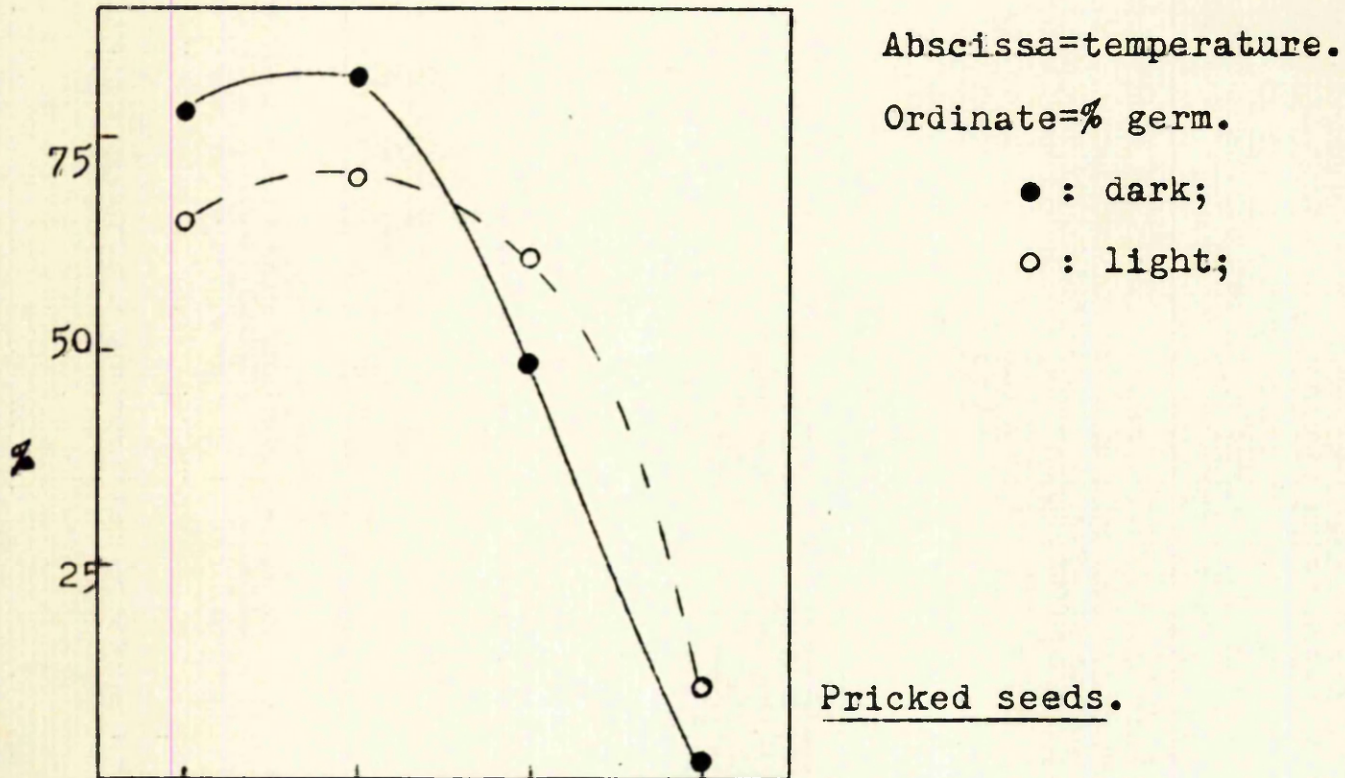 Abscissa=temperature.
Ordinate=% germ.
● : dark;
○ : light;
75
50
%
25
Pricked seeds.